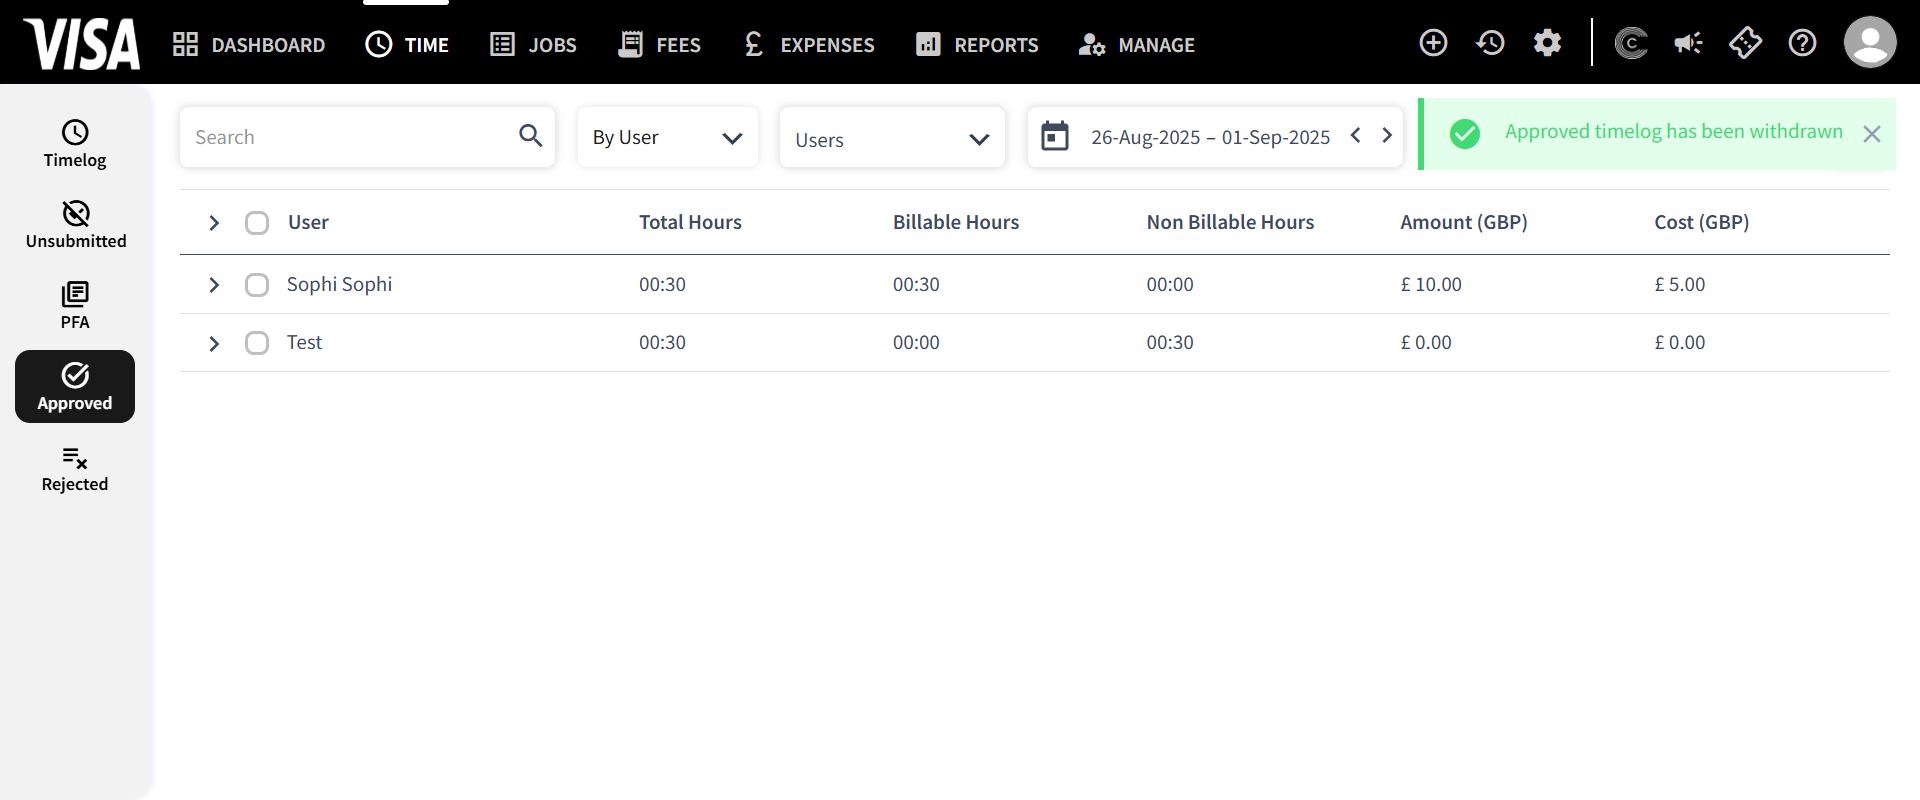 VISA
DASHBOARD
TIME
JOBS
FEES
£ EXPENSES
REPORTS
MANAGE
Timelog
Unsubmitted
PFA
Approved
Rejected
Search
By User
Users
26-Aug-2025 – 01-Sep-2025
Approved timelog has been withdrawn
User Total Hours Billable Hours Non Billable Hours Amount (GBP) Cost (GBP)
Sophi Sophi 00:30 00:30 00:00 £ 10.00 £ 5.00
Test 00:30 00:00 00:30 £ 0.00 £ 0.00